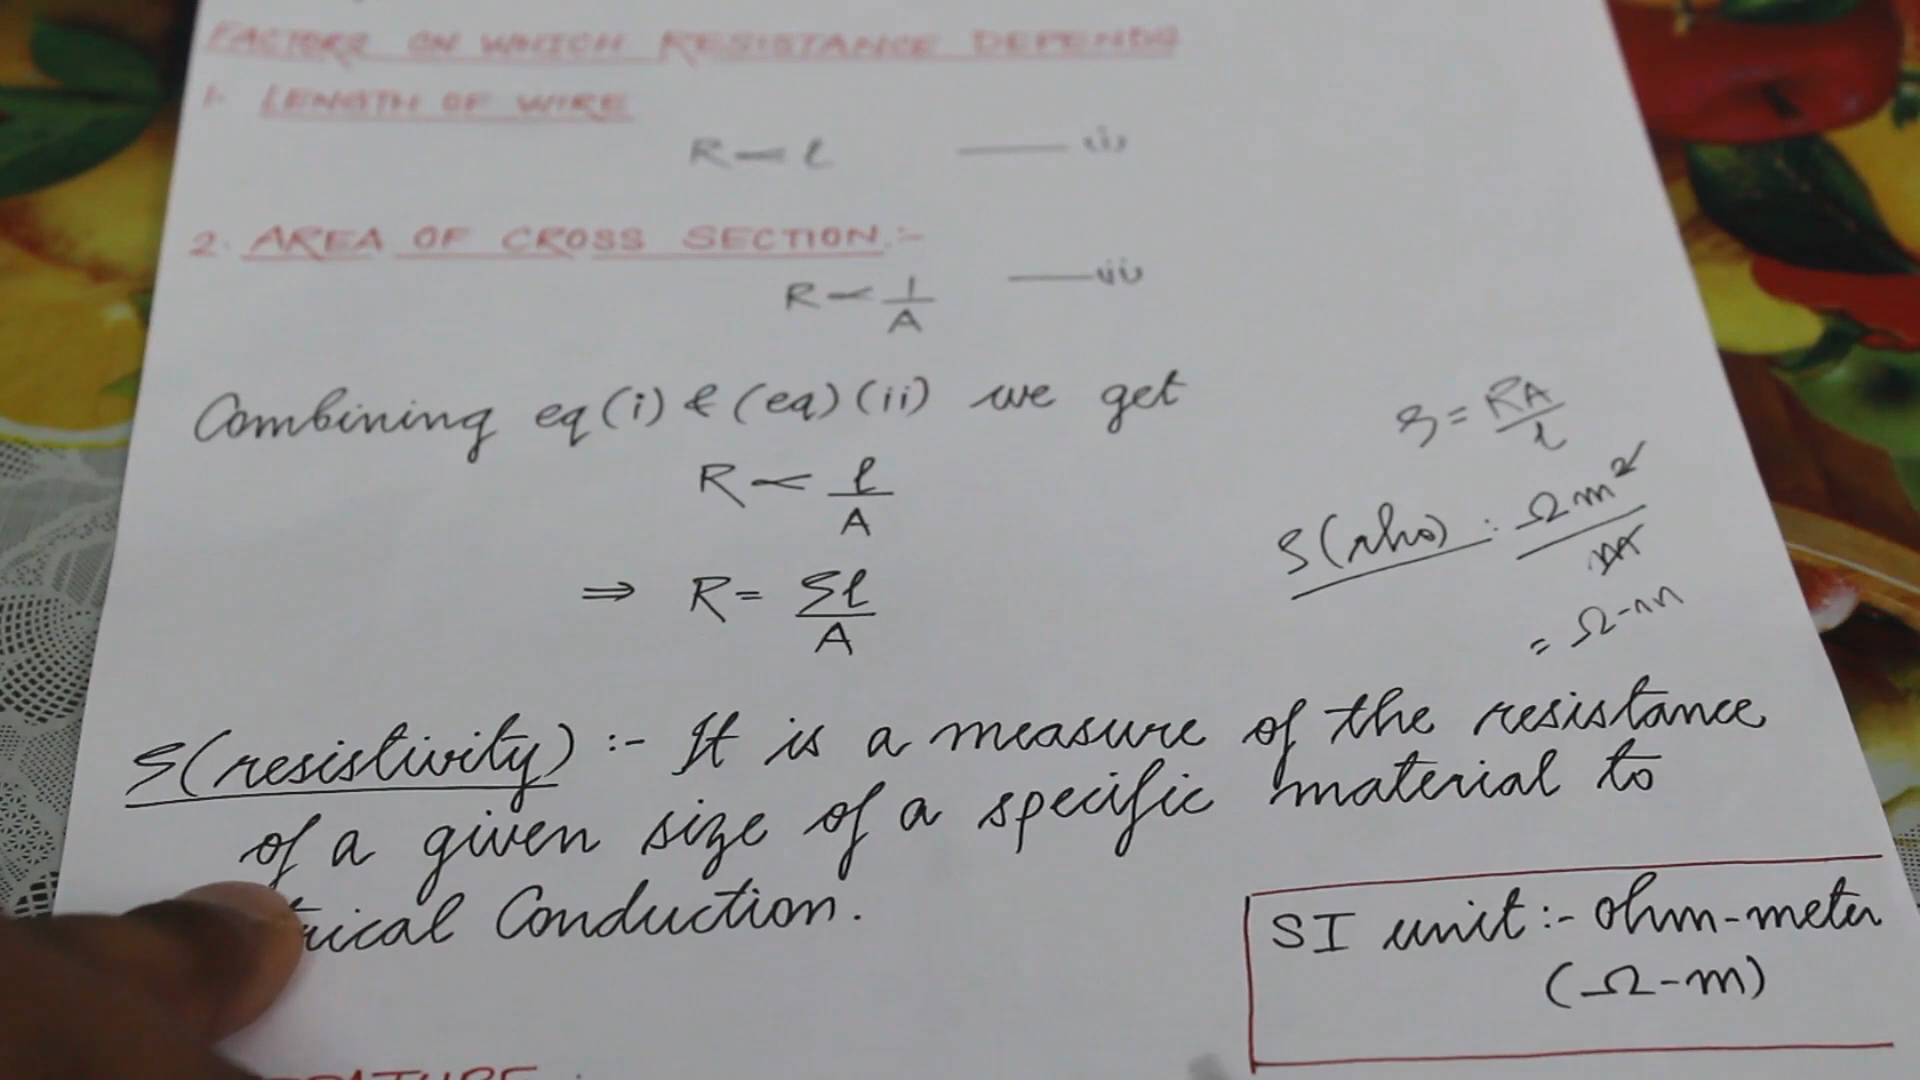 FACTORS ON WHICH RESISTANCE DEPENDS
1. LENGTH OF WIRE
R ∝ l —— (i)
2. AREA OF CROSS SECTION :-
R ∝ 1/A —— ii
Combining eq (i) & (eq) (ii) we get
R ∝ l/A
⇒ R = ρl/A
ρ = RA/l
ρ (rho) : Ω m²/m
= Ω-m
ρ (resistivity) :- It is a measure of the resistance
of a given size of a specific material to
trical Conduction.
SI unit :- ohm-meter
(Ω-m)